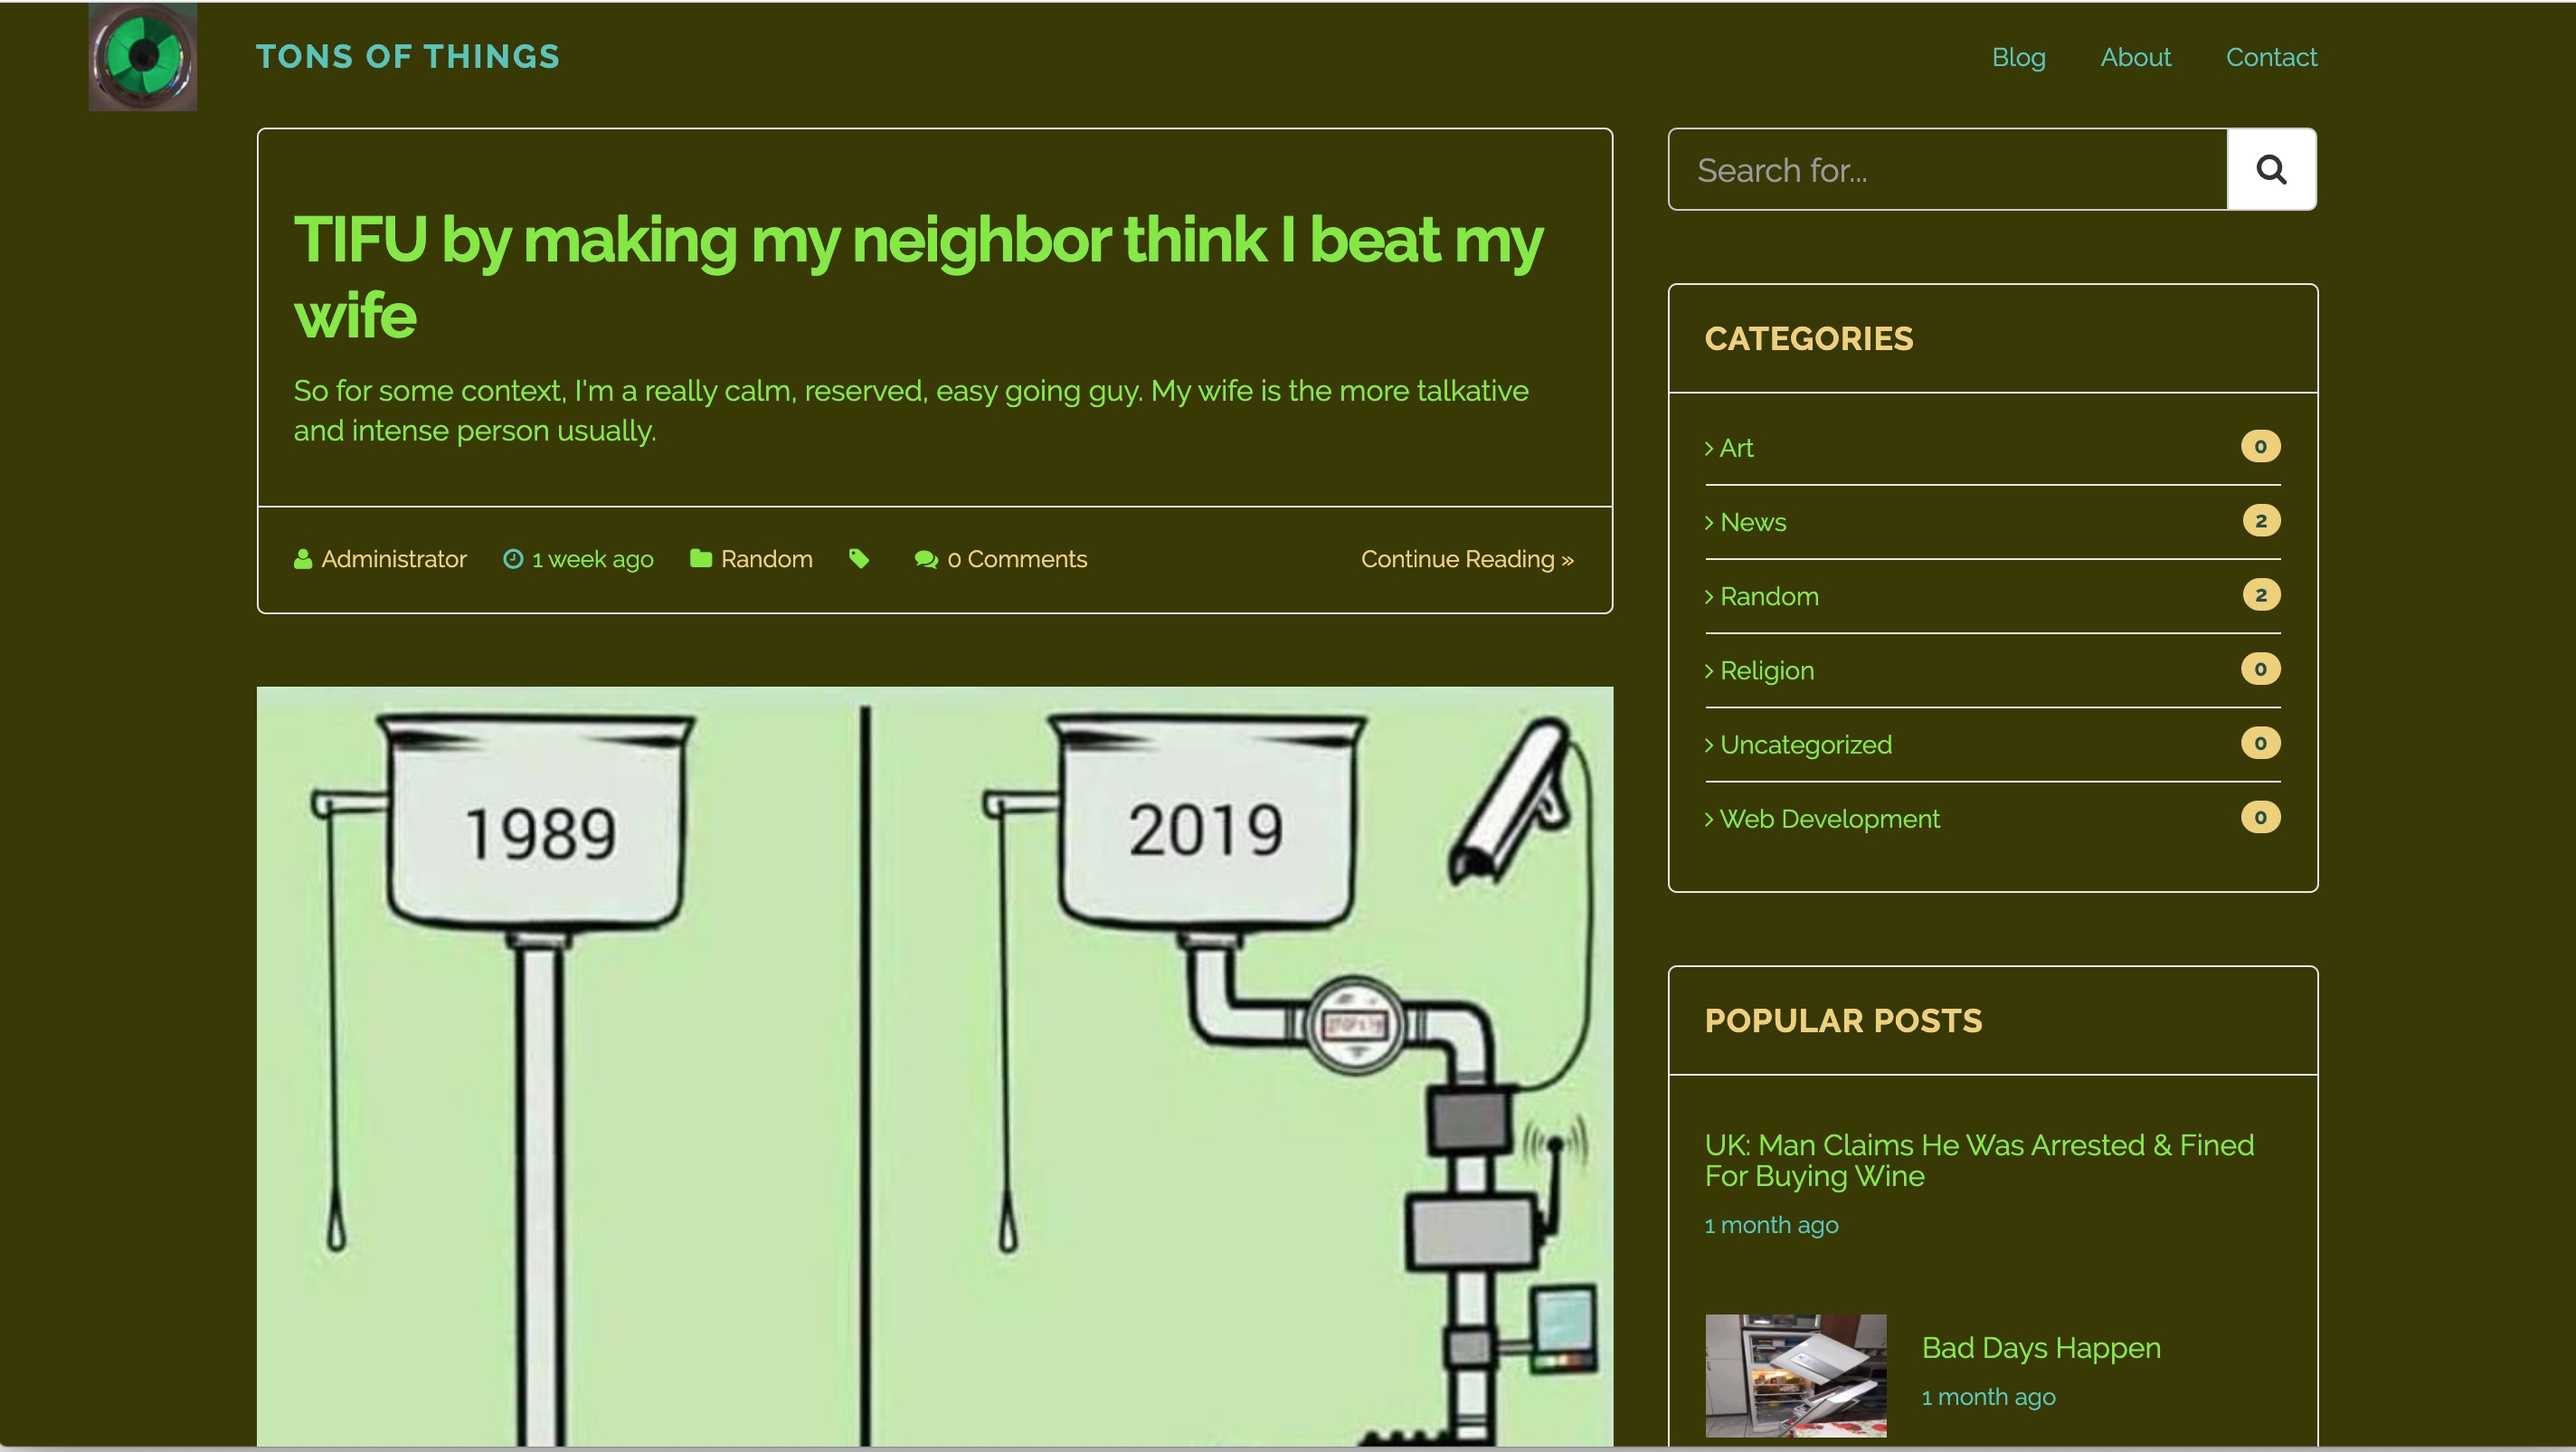 TONS OF THINGS
Blog
About
Contact
TIFU by making my neighbor think I beat my
wife
So for some context, I'm a really calm, reserved, easy going guy. My wife is the more talkative
and intense person usually.
Administrator
1 week ago
Random
0 Comments
Continue Reading »
1989
2019
Search for...
CATEGORIES
Art 0
News 2
Random 2
Religion 0
Uncategorized 0
Web Development 0
POPULAR POSTS
UK: Man Claims He Was Arrested & Fined
For Buying Wine
1 month ago
Bad Days Happen
1 month ago